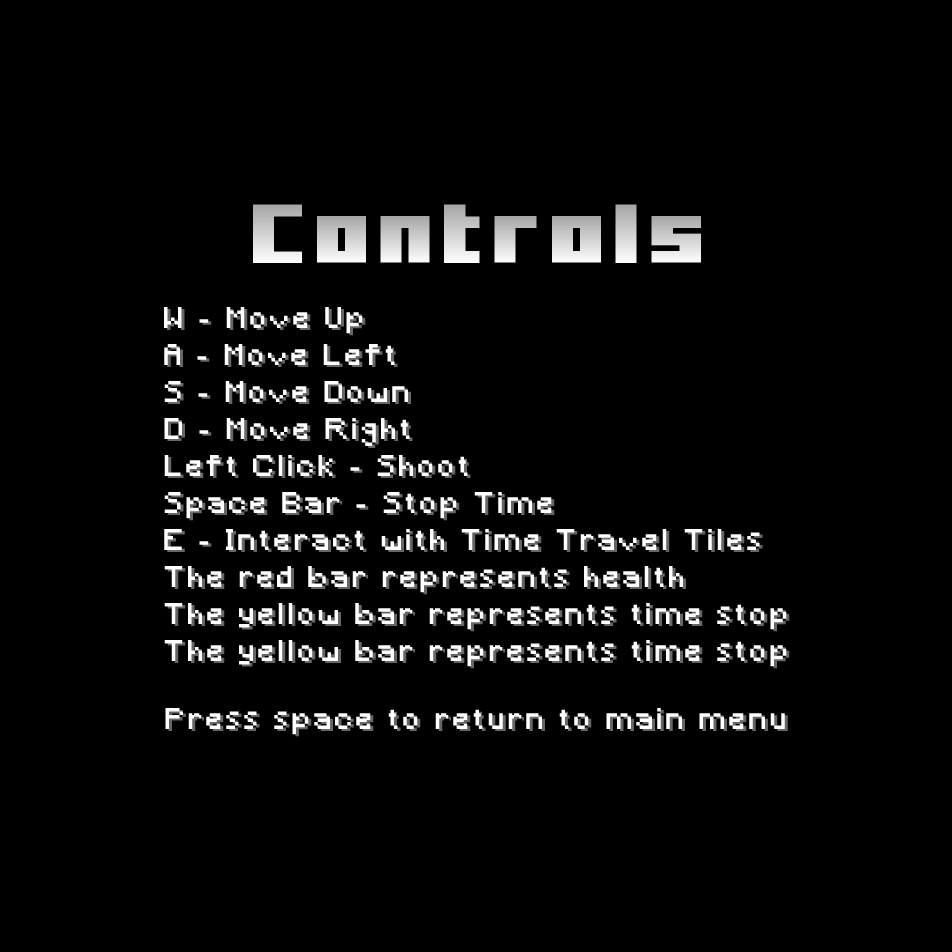 Controls
W - Move Up
A - Move Left
S - Move Down
D - Move Right
Left Click - Shoot
Space Bar - Stop Time
E - Interact with Time Travel Tiles
The red bar represents health
The yellow bar represents time stop
The yellow bar represents time stop
Press space to return to main menu